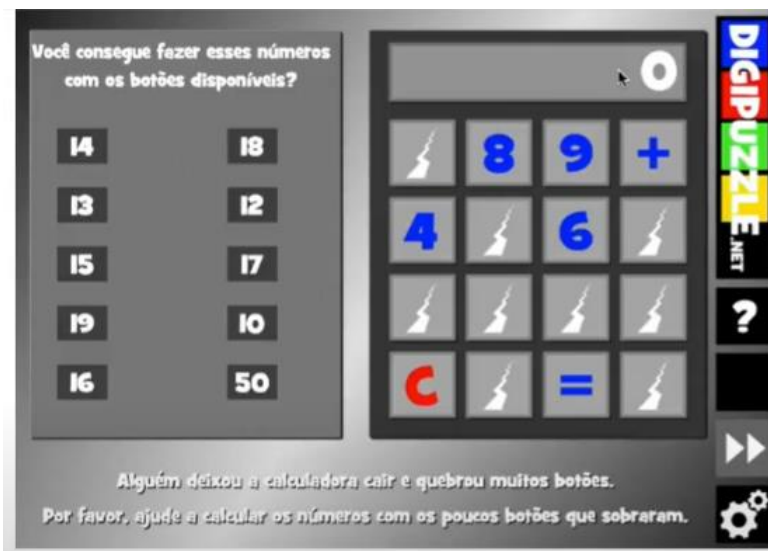 Você consegue fazer esses números
com os botões disponíveis?
14 18
13 12
15 17
19 10
16 50
0
8 9 +
4 6
C =
DIGIPUZZLE.NET
?
Alguém deixou a calculadora cair e quebrou muitos botões.
Por favor, ajude a calcular os números com os poucos botões que sobraram.